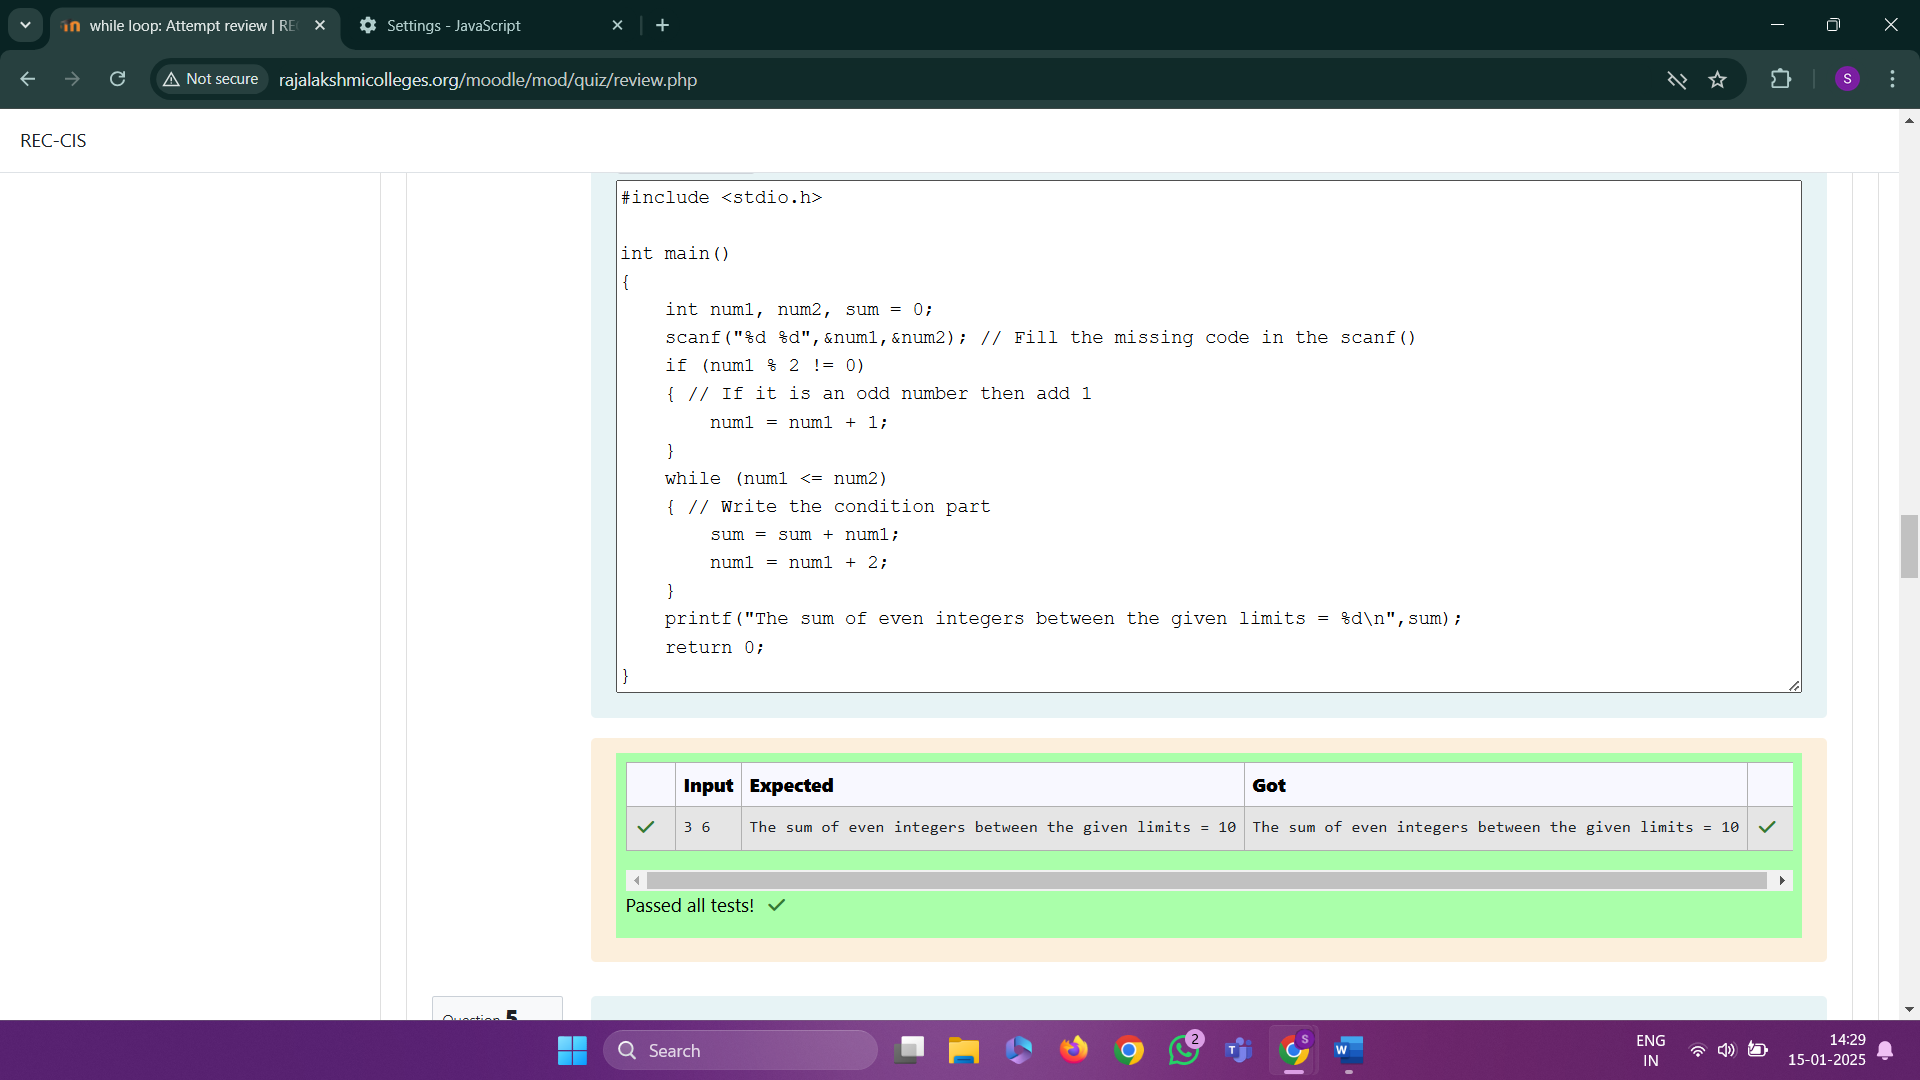 while loop: Attempt review | RE
Settings - JavaScript
Not secure
rajalakshmicolleges.org/moodle/mod/quiz/review.php
S
REC-CIS
#include <stdio.h>
int main()
{
    int num1, num2, sum = 0;
    scanf("%d %d",&num1,&num2); // Fill the missing code in the scanf()
    if (num1 % 2 != 0)
    { // If it is an odd number then add 1
        num1 = num1 + 1;
    }
    while (num1 <= num2)
    { // Write the condition part
        sum = sum + num1;
        num1 = num1 + 2;
    }
    printf("The sum of even integers between the given limits = %d\n",sum);
    return 0;
}
Input Expected Got
3 6 The sum of even integers between the given limits = 10 The sum of even integers between the given limits = 10
Passed all tests!
Question 5
Search
2
T
S
W
ENG
IN
14:29
15-01-2025